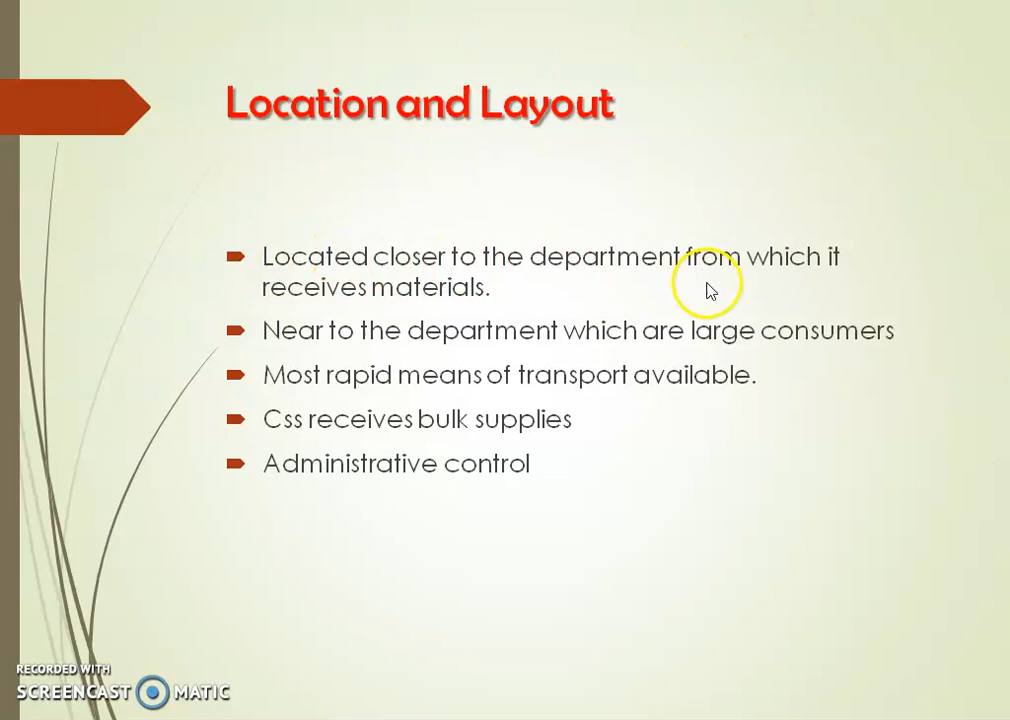 Location and Layout
Located closer to the department from which it
receives materials.
Near to the department which are large consumers
Most rapid means of transport available.
Css receives bulk supplies
Administrative control
RECORDED WITH
SCREENCAST MATIC